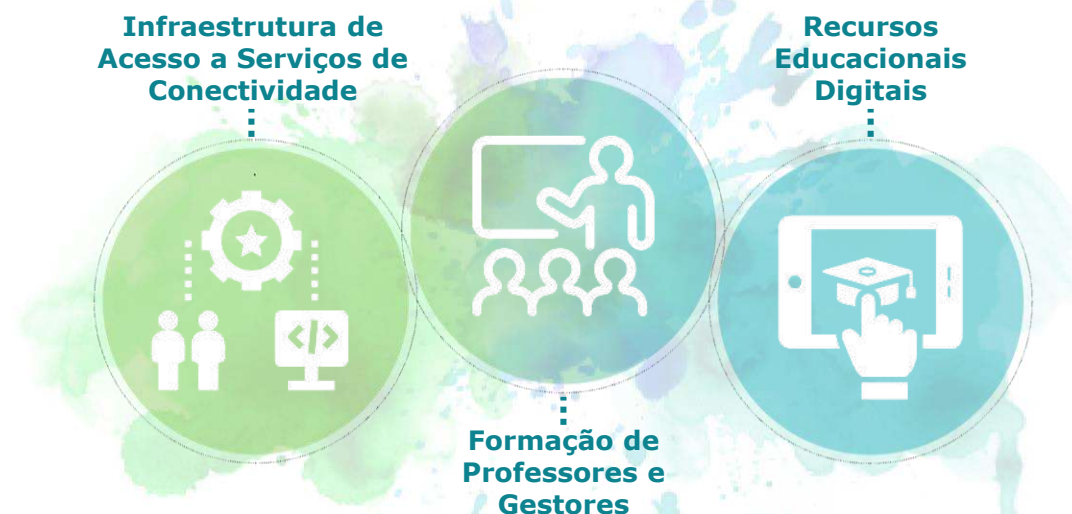 Infraestrutura de
Acesso a Serviços de
Conectividade
Formação de
Professores e
Gestores
Recursos
Educacionais
Digitais